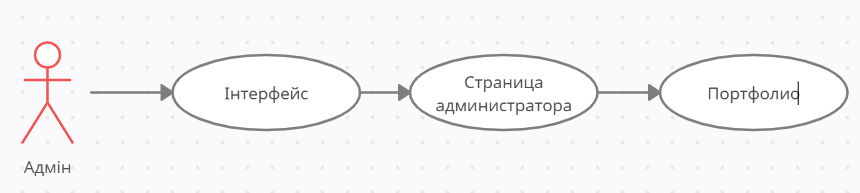 Інтерфейс
Страница
администратора
Портфолио
Адмін